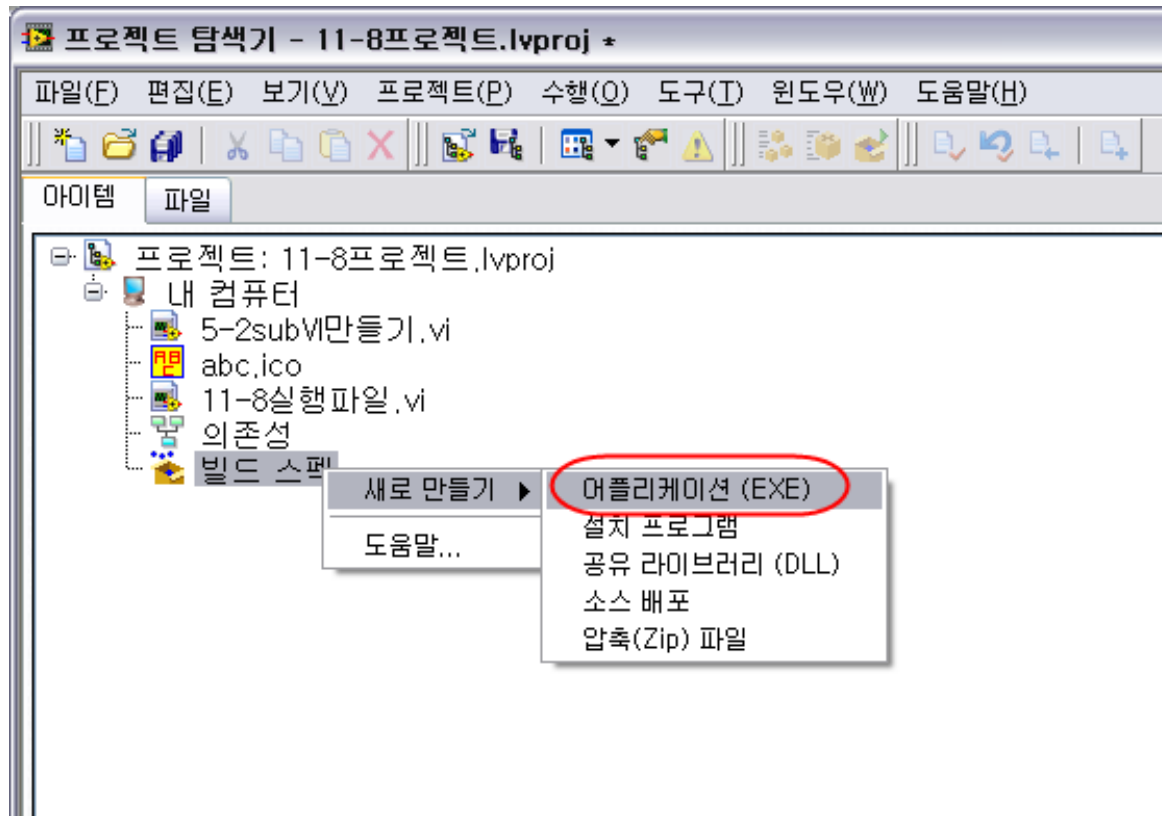 프로젝트 탐색기 - 11-8프로젝트.lvproj *
파일(F) 편집(E) 보기(V) 프로젝트(P) 수행(O) 도구(T) 윈도우(W) 도움말(H)
아이템 파일
프로젝트: 11-8프로젝트.lvproj
내 컴퓨터
5-2subVI만들기.vi
abc.ico
11-8실행파일.vi
의존성
빌드 스펙
새로 만들기
도움말...
어플리케이션 (EXE)
설치 프로그램
공유 라이브러리 (DLL)
소스 배포
압축(Zip) 파일